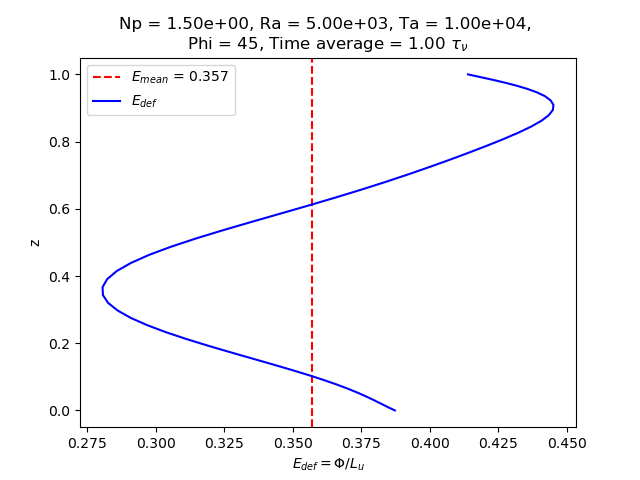 Np = 1.50e+00, Ra = 5.00e+03, Ta = 1.00e+04,
Phi = 45, Time average = 1.00 τν
E_mean = 0.357
E_def
z
1.0
0.8
0.6
0.4
0.2
0.0
0.275 0.300 0.325 0.350 0.375 0.400 0.425 0.450
E_def = Φ/L_u